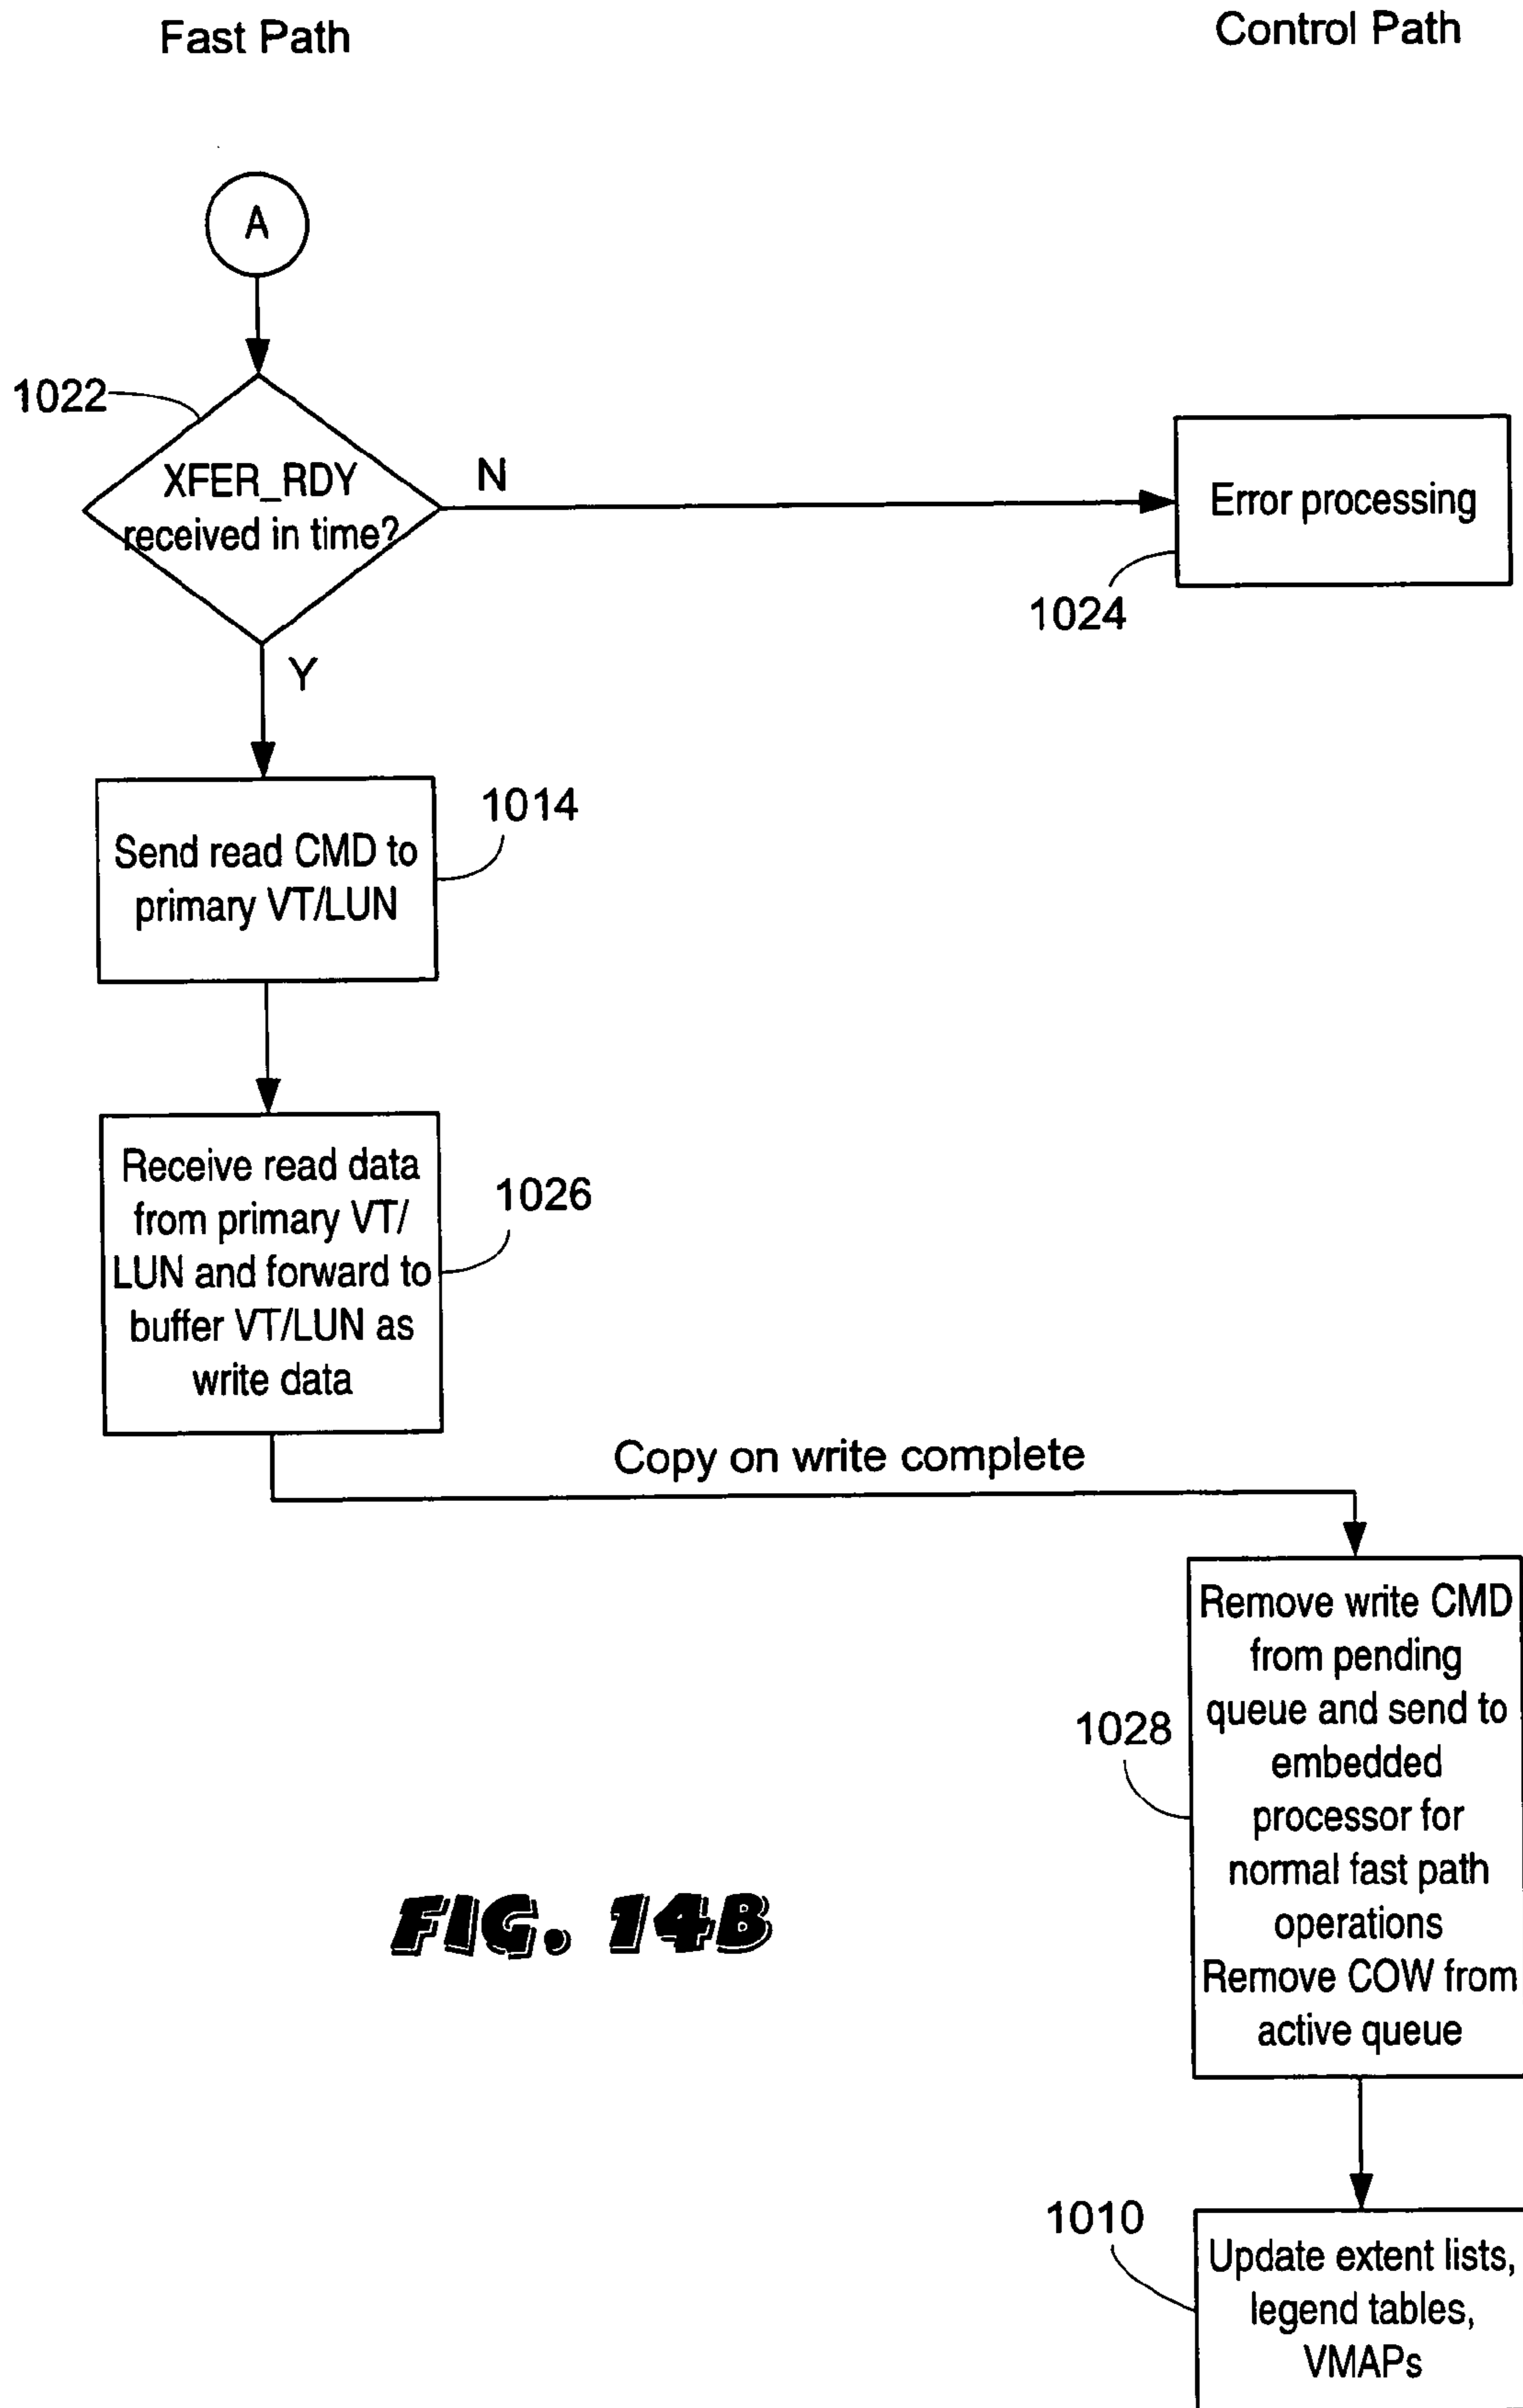 Fast Path
Control Path
A
1022
XFER_RDY
received in time?
N
Error processing
1024
Y
Send read CMD to
primary VT/LUN
1014
Receive read data
from primary VT/
LUN and forward to
buffer VT/LUN as
write data
1026
Copy on write complete
Remove write CMD
from pending
queue and send to
embedded
processor for
normal fast path
operations
Remove COW from
active queue
1028
FIG. 14B
1010
Update extent lists,
legend tables,
VMAPs